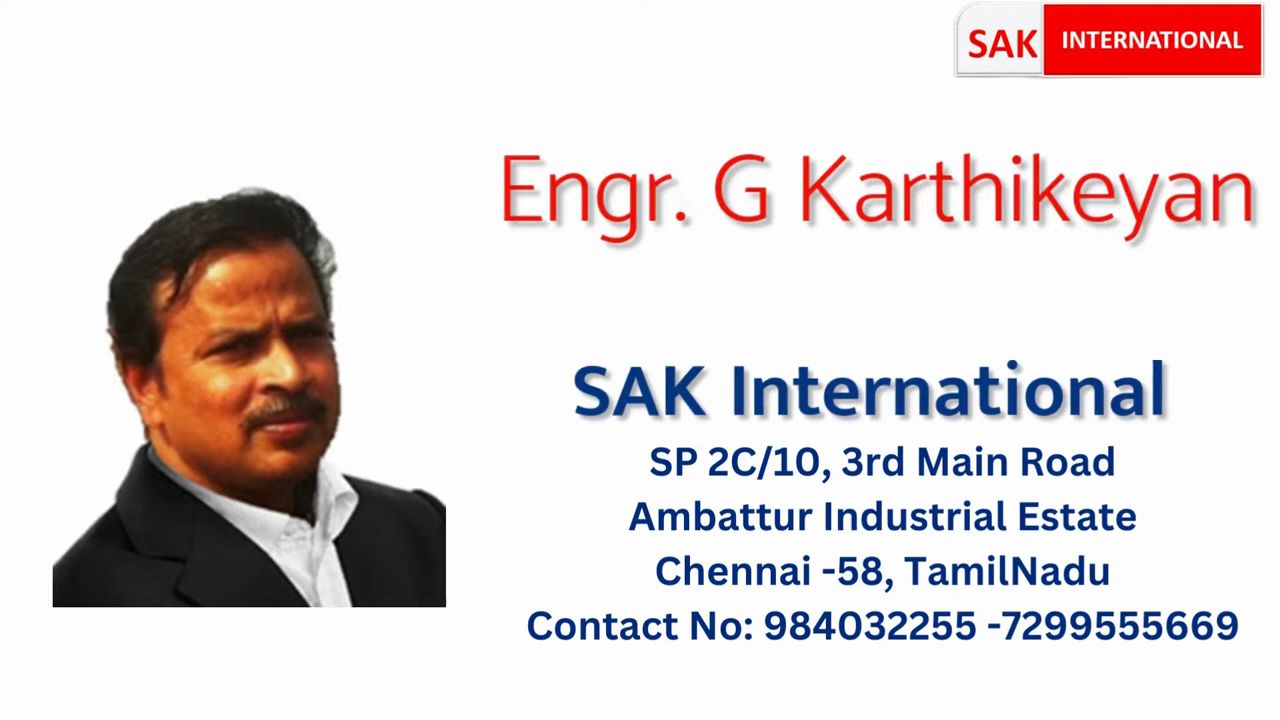 SAK INTERNATIONAL
Engr. G Karthikeyan
SAK International
SP 2C/10, 3rd Main Road
Ambattur Industrial Estate
Chennai -58, TamilNadu
Contact No: 984032255 -7299555669